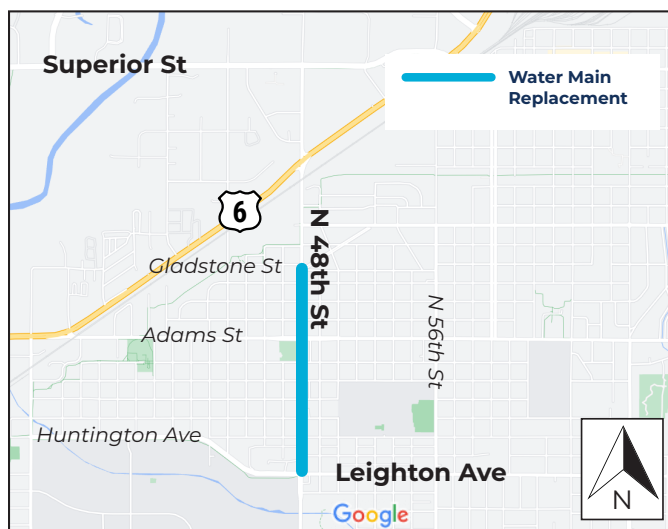 Superior St
Water Main
Replacement
6
N 48th St
Gladstone St
N 56th St
Adams St
Huntington Ave
Leighton Ave
N
Google